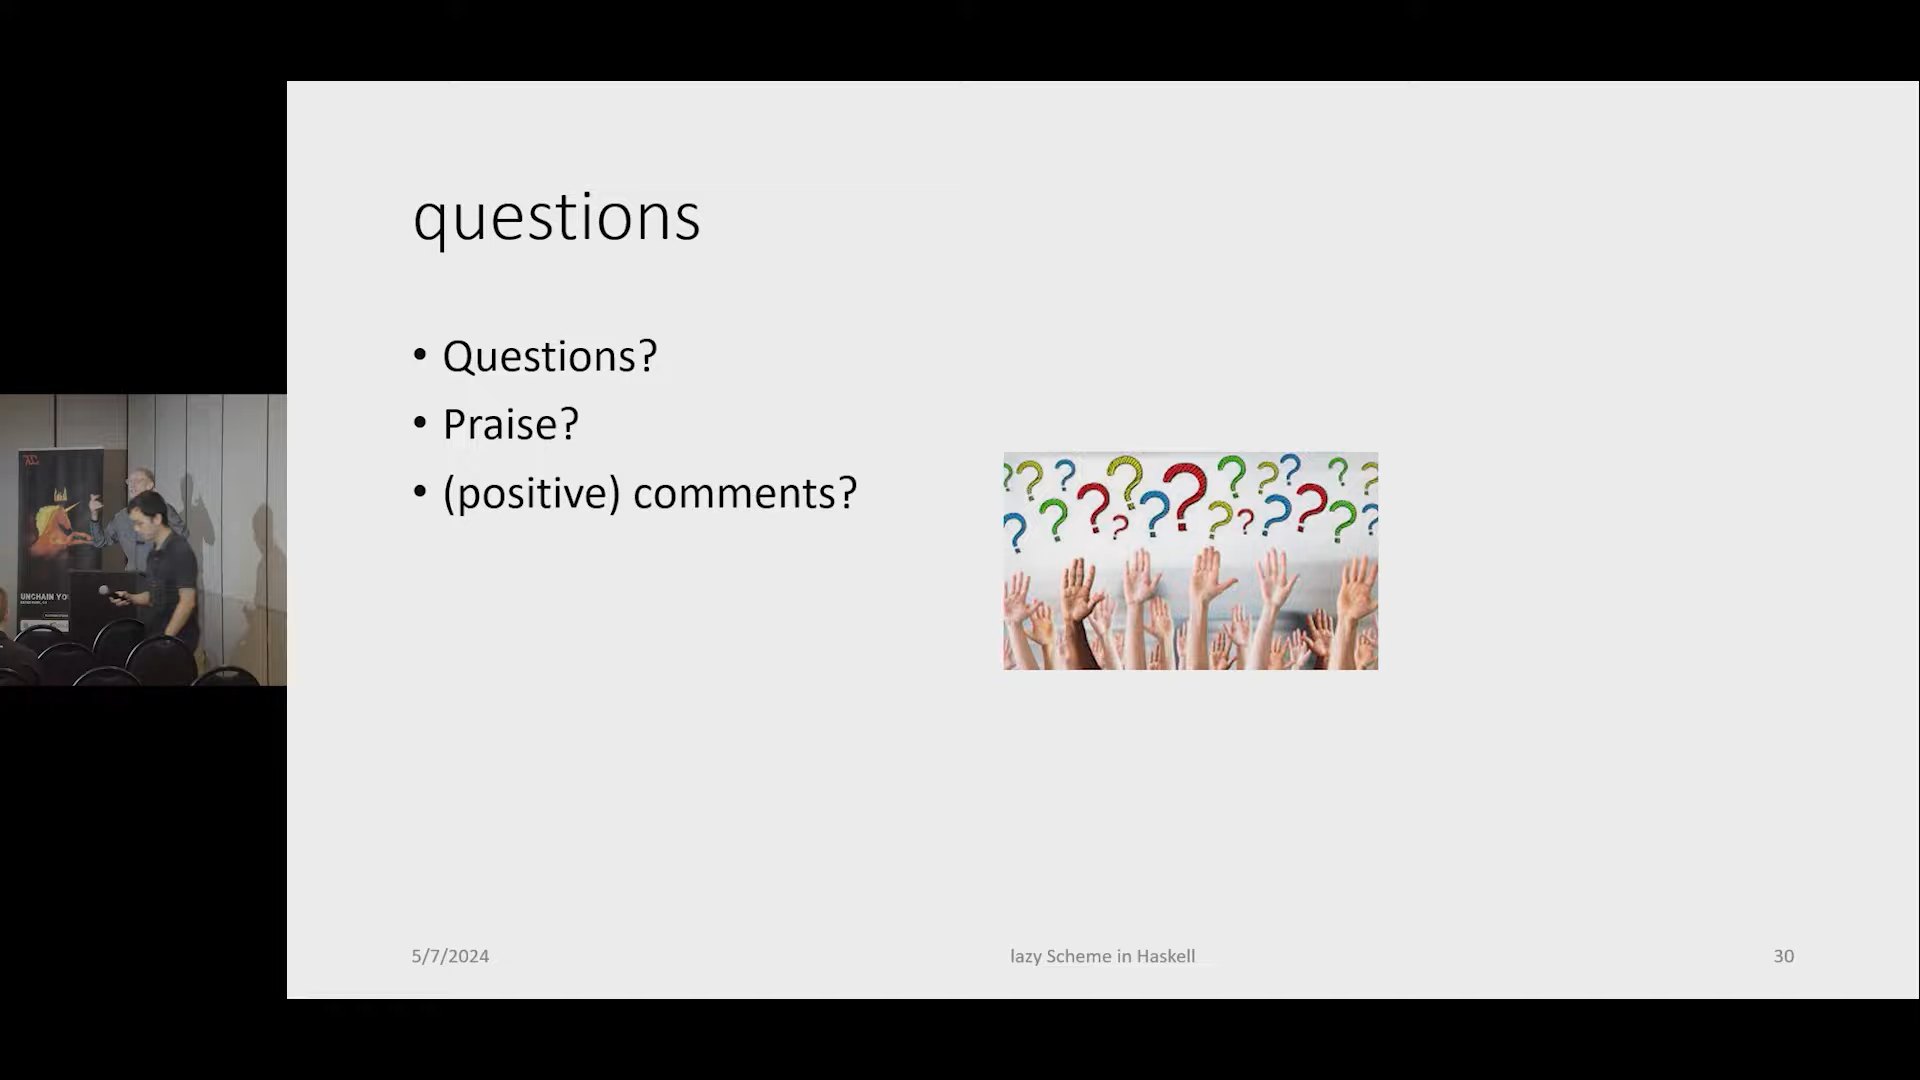 questions
• Questions?
• Praise?
• (positive) comments?
5/7/2024
lazy Scheme in Haskell
30
UNCHAIN YO